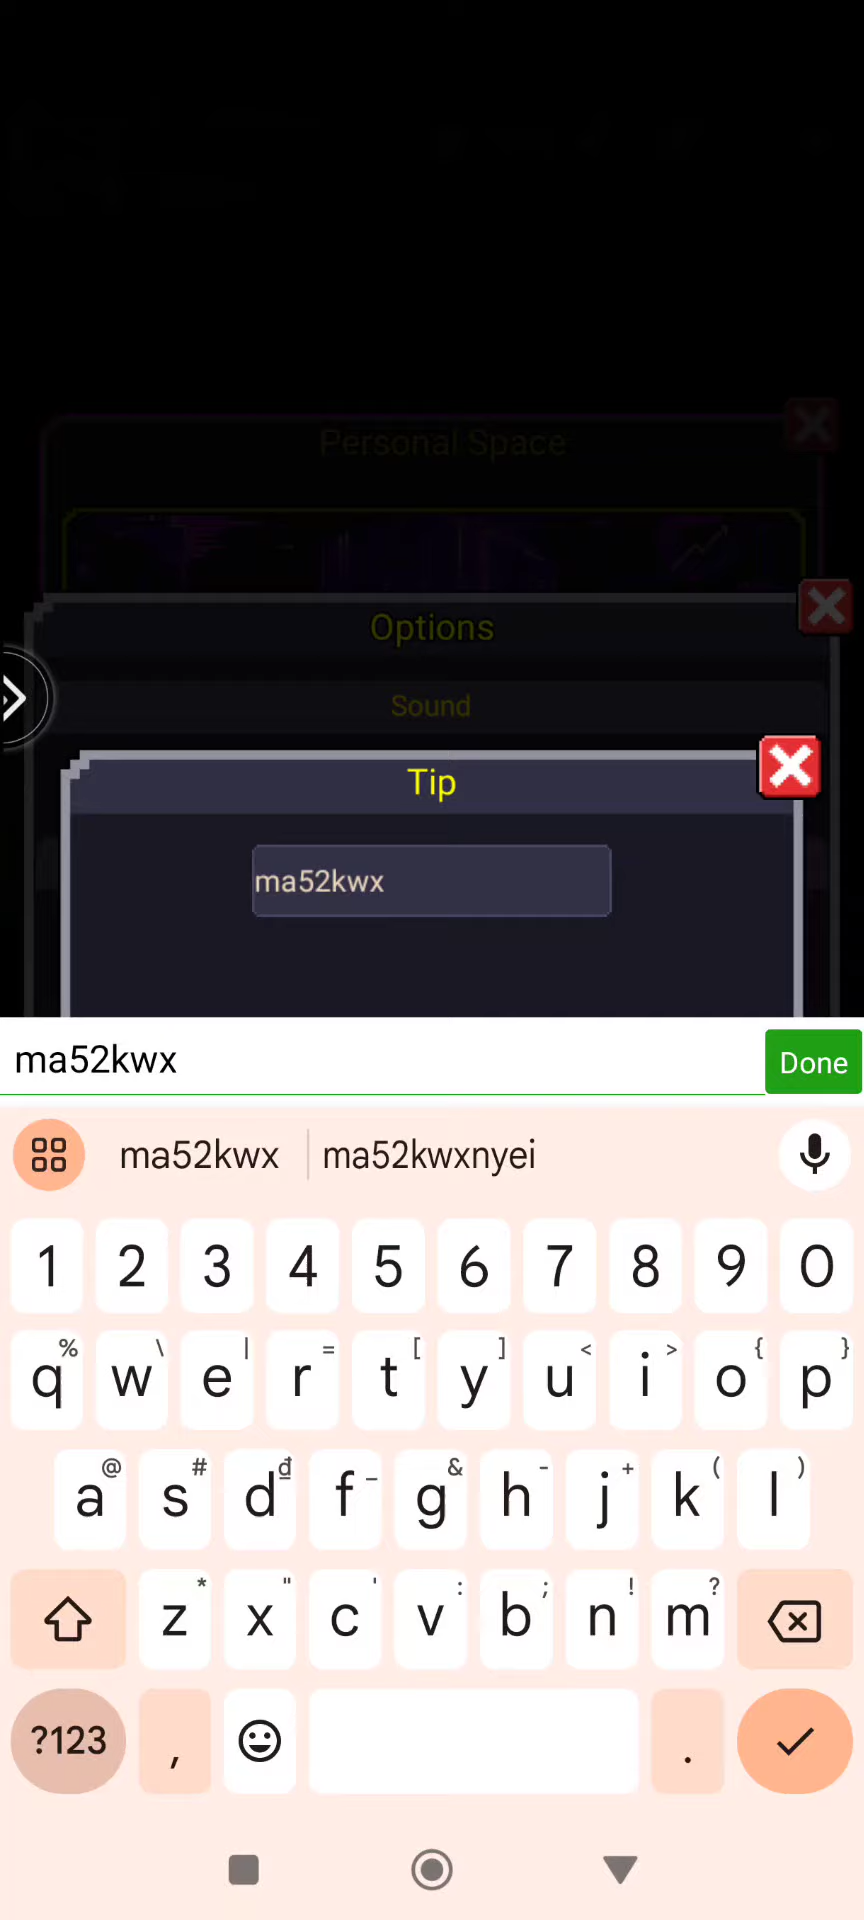 Personal Space
Options
Sound
Tip
ma52kwx
ma52kwx
Done
ma52kwx
ma52kwxnyei
1 2 3 4 5 6 7 8 9 0
% \ | = [ ] < > { }
q w e r t y u i o p
@ # ₫ _ & - + ( )
a s d f g h j k l
* " ' : ; ! ?
z x c v b n m
?123 , .